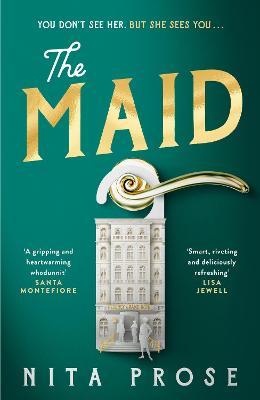 YOU DON'T SEE HER. BUT SHE SEES YOU . . .
The
MAID
'A gripping and
heartwarming
whodunnit'
SANTA
MONTEFIORE
'Smart, riveting
and deliciously
refreshing'
LISA
JEWELL
NITA PROSE